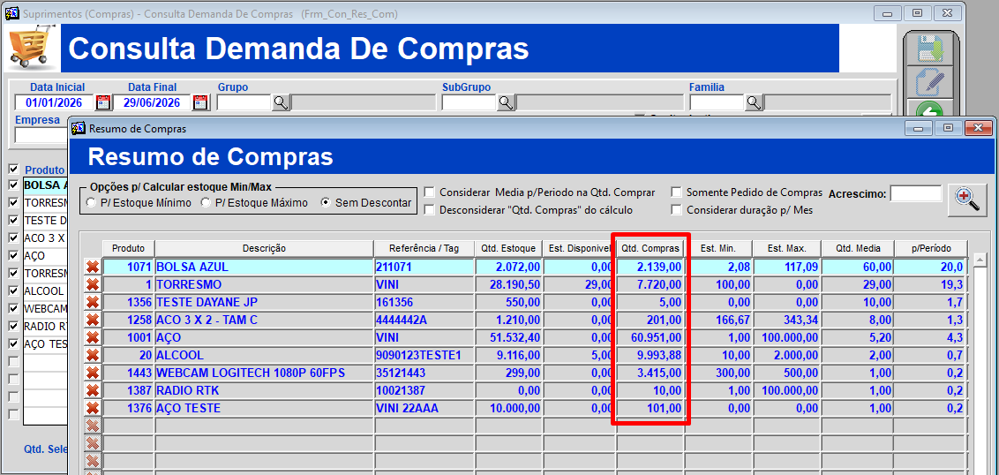 Suprimentos (Compras) - Consulta Demanda De Compras (Frm_Con_Res_Com)
Consulta Demanda De Compras
Data Inicial Data Final Grupo SubGrupo Familia
01/01/2026 29/06/2026
Empresa
Resumo de Compras
Resumo de Compras
Produto
BOLSA A
TORRESM
TESTE D
ACO 3 X
AÇO
TORRESM
ALCOOL
WEBCAM
RADIO RT
AÇO TES
Qtd. Sele
Opções p/ Calcular estoque Min/Max
P/ Estoque Mínimo P/ Estoque Máximo Sem Descontar
Considerar Media p/Periodo na Qtd. Comprar Somente Pedido de Compras Acrescimo:
Desconsiderar "Qtd. Compras" do cálculo Considerar duração p/ Mes
Produto Descrição Referência / Tag Qtd. Estoque Est. Disponivel Qtd. Compras Est. Min. Est. Max. Qtd. Media p/Período
1071 BOLSA AZUL 211071 2.072,00 0,00 2.139,00 2,08 117,09 60,00 20,0
1 TORRESMO VINI 28.190,50 29,00 7.720,00 100,00 0,00 29,00 19,3
1356 TESTE DAYANE JP 161356 550,00 0,00 5,00 0,00 0,00 10,00 1,7
1258 ACO 3 X 2 - TAM C 4444442A 1.210,00 0,00 201,00 166,67 343,34 8,00 1,3
1001 AÇO VINI 51.532,40 0,00 60.951,00 1,00 100.000,00 5,20 4,3
20 ALCOOL 9090123TESTE1 9.116,00 5,00 9.993,88 10,00 2.000,00 2,00 0,7
1443 WEBCAM LOGITECH 1080P 60FPS 35121443 299,00 0,00 3.415,00 300,00 500,00 1,00 0,2
1387 RADIO RTK 10021387 0,00 0,00 10,00 1,00 100.000,00 1,00 0,2
1376 AÇO TESTE VINI 22AAA 10.000,00 0,00 101,00 0,00 0,00 1,00 0,2